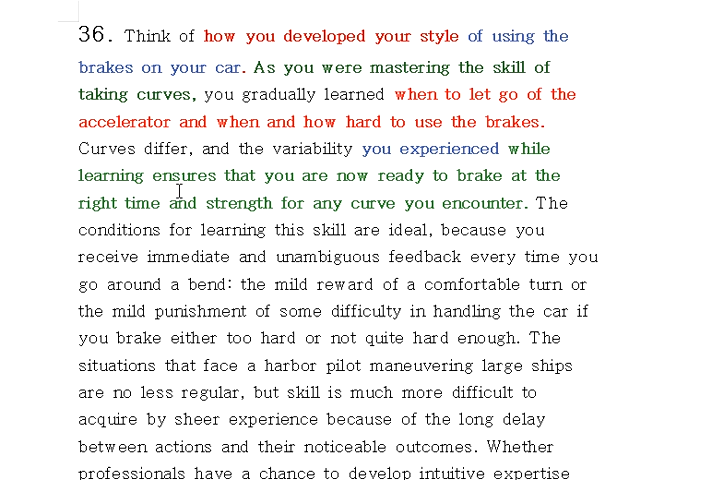 36. Think of how you developed your style of using the
brakes on your car. As you were mastering the skill of
taking curves, you gradually learned when to let go of the
accelerator and when and how hard to use the brakes.
Curves differ, and the variability you experienced while
learning ensures that you are now ready to brake at the
right time and strength for any curve you encounter. The
conditions for learning this skill are ideal, because you
receive immediate and unambiguous feedback every time you
go around a bend: the mild reward of a comfortable turn or
the mild punishment of some difficulty in handling the car if
you brake either too hard or not quite hard enough. The
situations that face a harbor pilot maneuvering large ships
are no less regular, but skill is much more difficult to
acquire by sheer experience because of the long delay
between actions and their noticeable outcomes. Whether
professionals have a chance to develop intuitive expertise